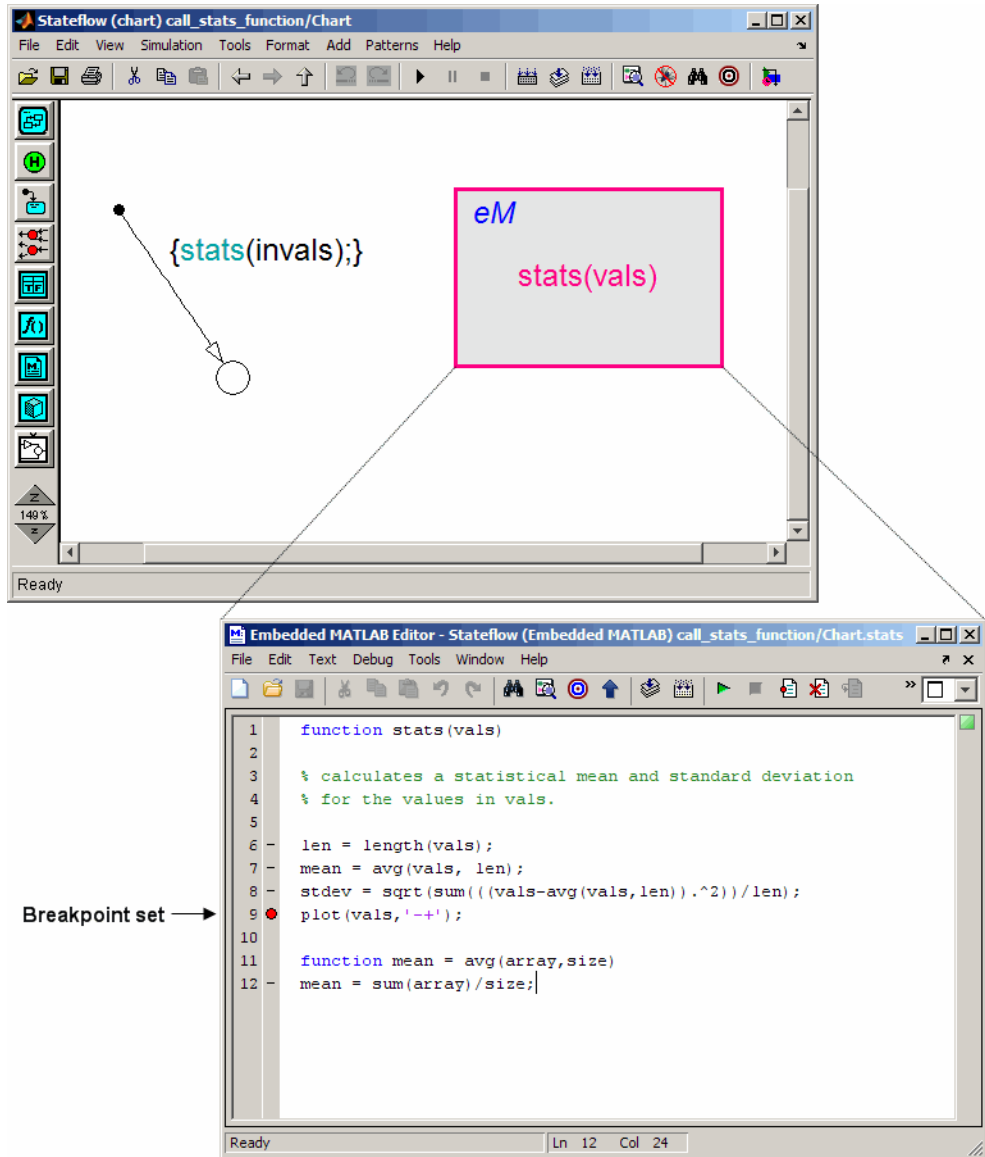 Stateflow (chart) call_stats_function/Chart
File Edit View Simulation Tools Format Add Patterns Help
{stats(invals);}
eM
stats(vals)
149%
Ready
Embedded MATLAB Editor - Stateflow (Embedded MATLAB) call_stats_function/Chart.stats
File Edit Text Debug Tools Window Help
1 function stats(vals)
2
3 % calculates a statistical mean and standard deviation
4 % for the values in vals.
5
6 - len = length(vals);
7 - mean = avg(vals, len);
8 - stdev = sqrt(sum(((vals-avg(vals,len)).^2))/len);
Breakpoint set
9 plot(vals,'-+');
10
11 function mean = avg(array,size)
12 - mean = sum(array)/size;
Ready Ln 12 Col 24